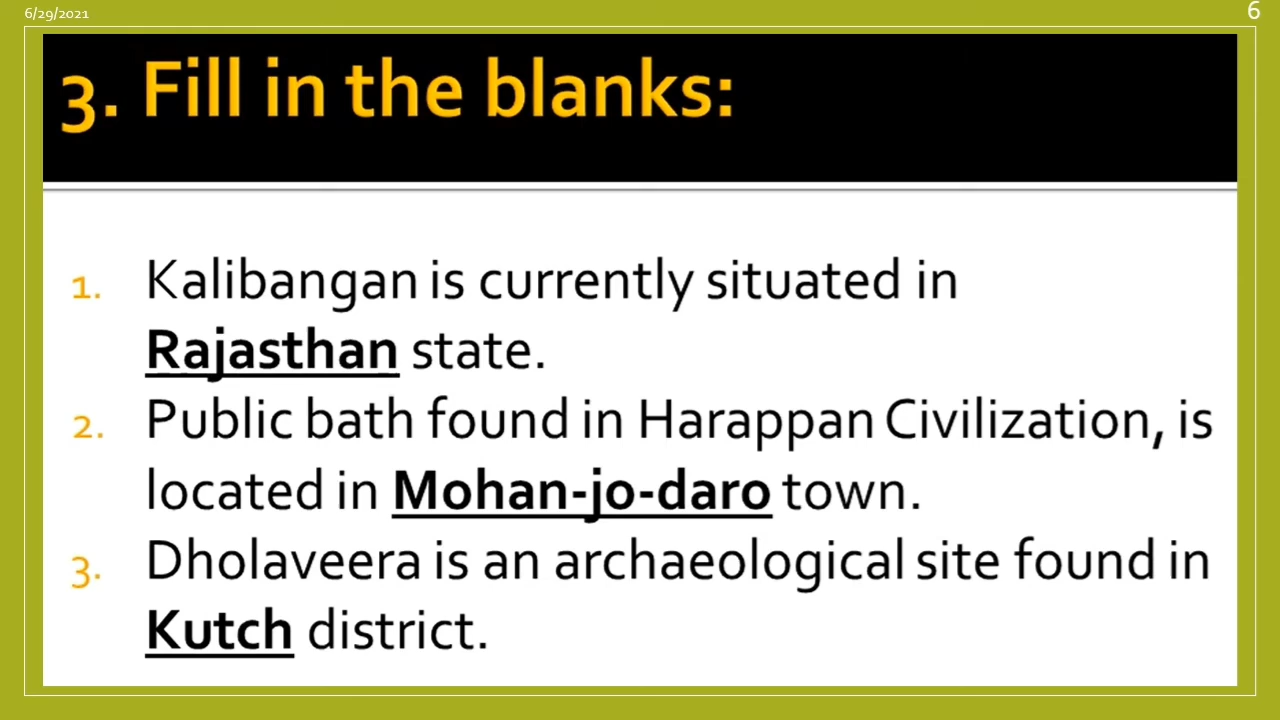 6/29/2021
6
3. Fill in the blanks:
1. Kalibangan is currently situated in
Rajasthan state.
2. Public bath found in Harappan Civilization, is
located in Mohan-jo-daro town.
3. Dholaveera is an archaeological site found in
Kutch district.